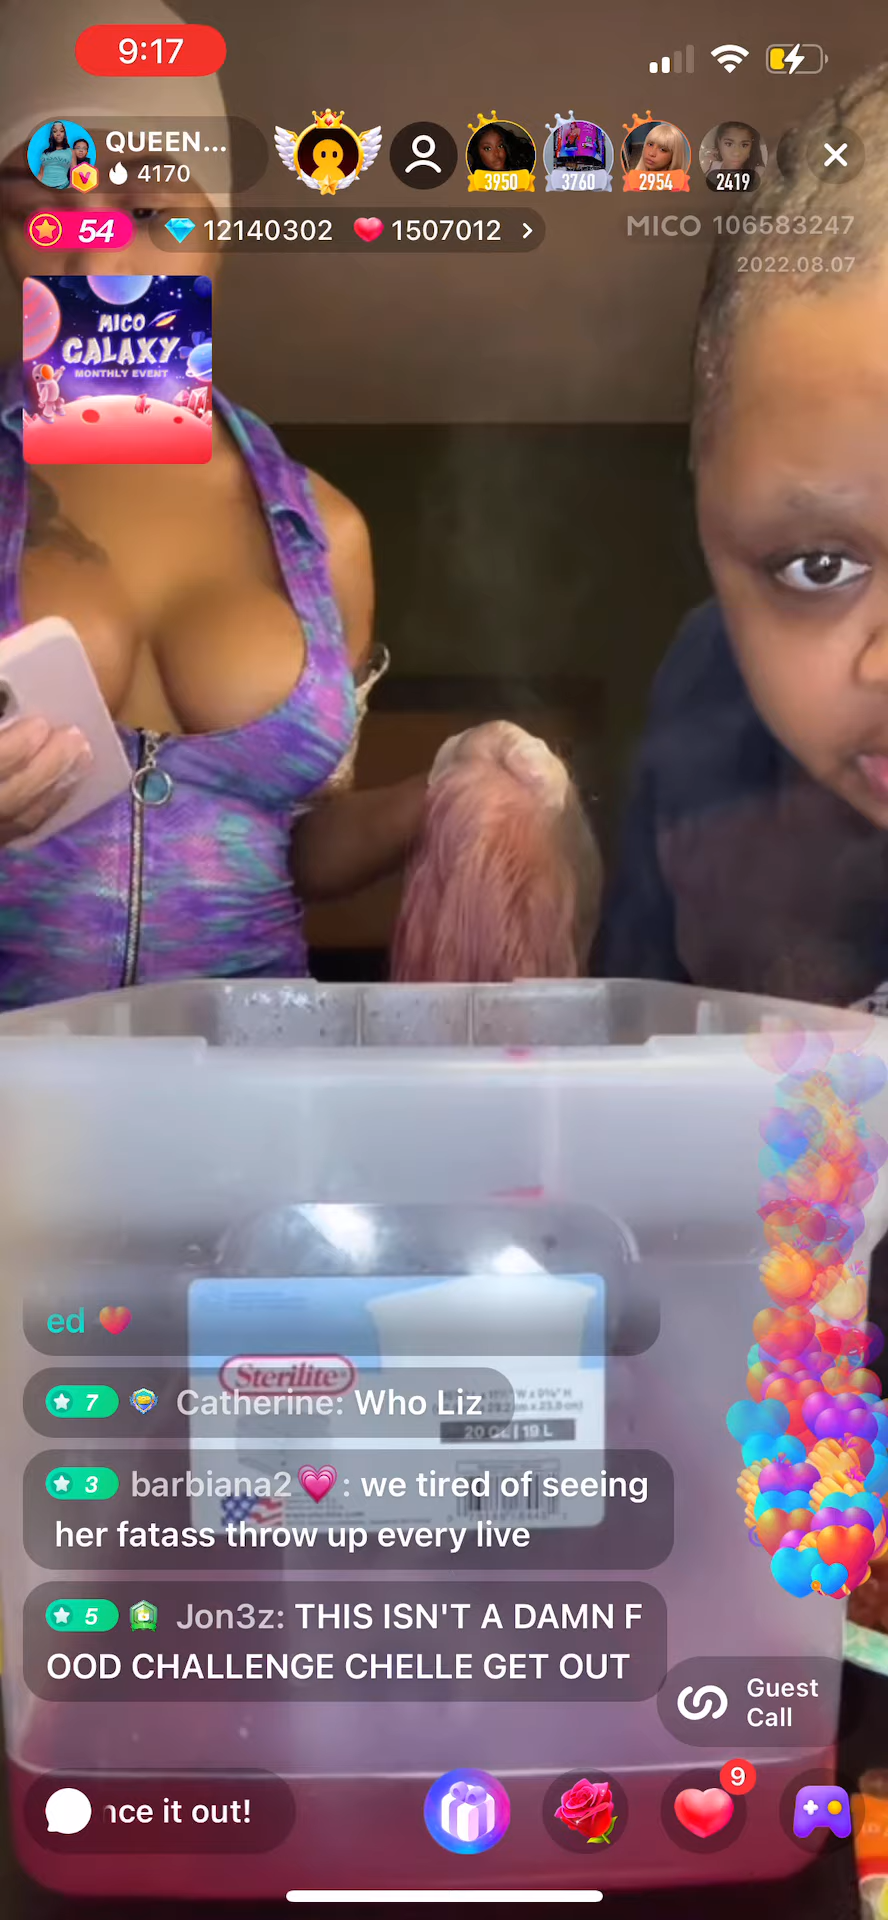 9:17
QUEEN...
4170
3950
3760
2954
2419
54
12140302
1507012
MICO 106583247
2022.08.07
MICO
GALAXY
MONTHLY EVENT
ed
Sterilite
7 Catherine: Who Liz
20 Qt. | 19 L
3 barbiana2💗: we tired of seeing
her fatass throw up every live
5 Jon3z: THIS ISN'T A DAMN F
OOD CHALLENGE CHELLE GET OUT
Guest
Call
nce it out!
9